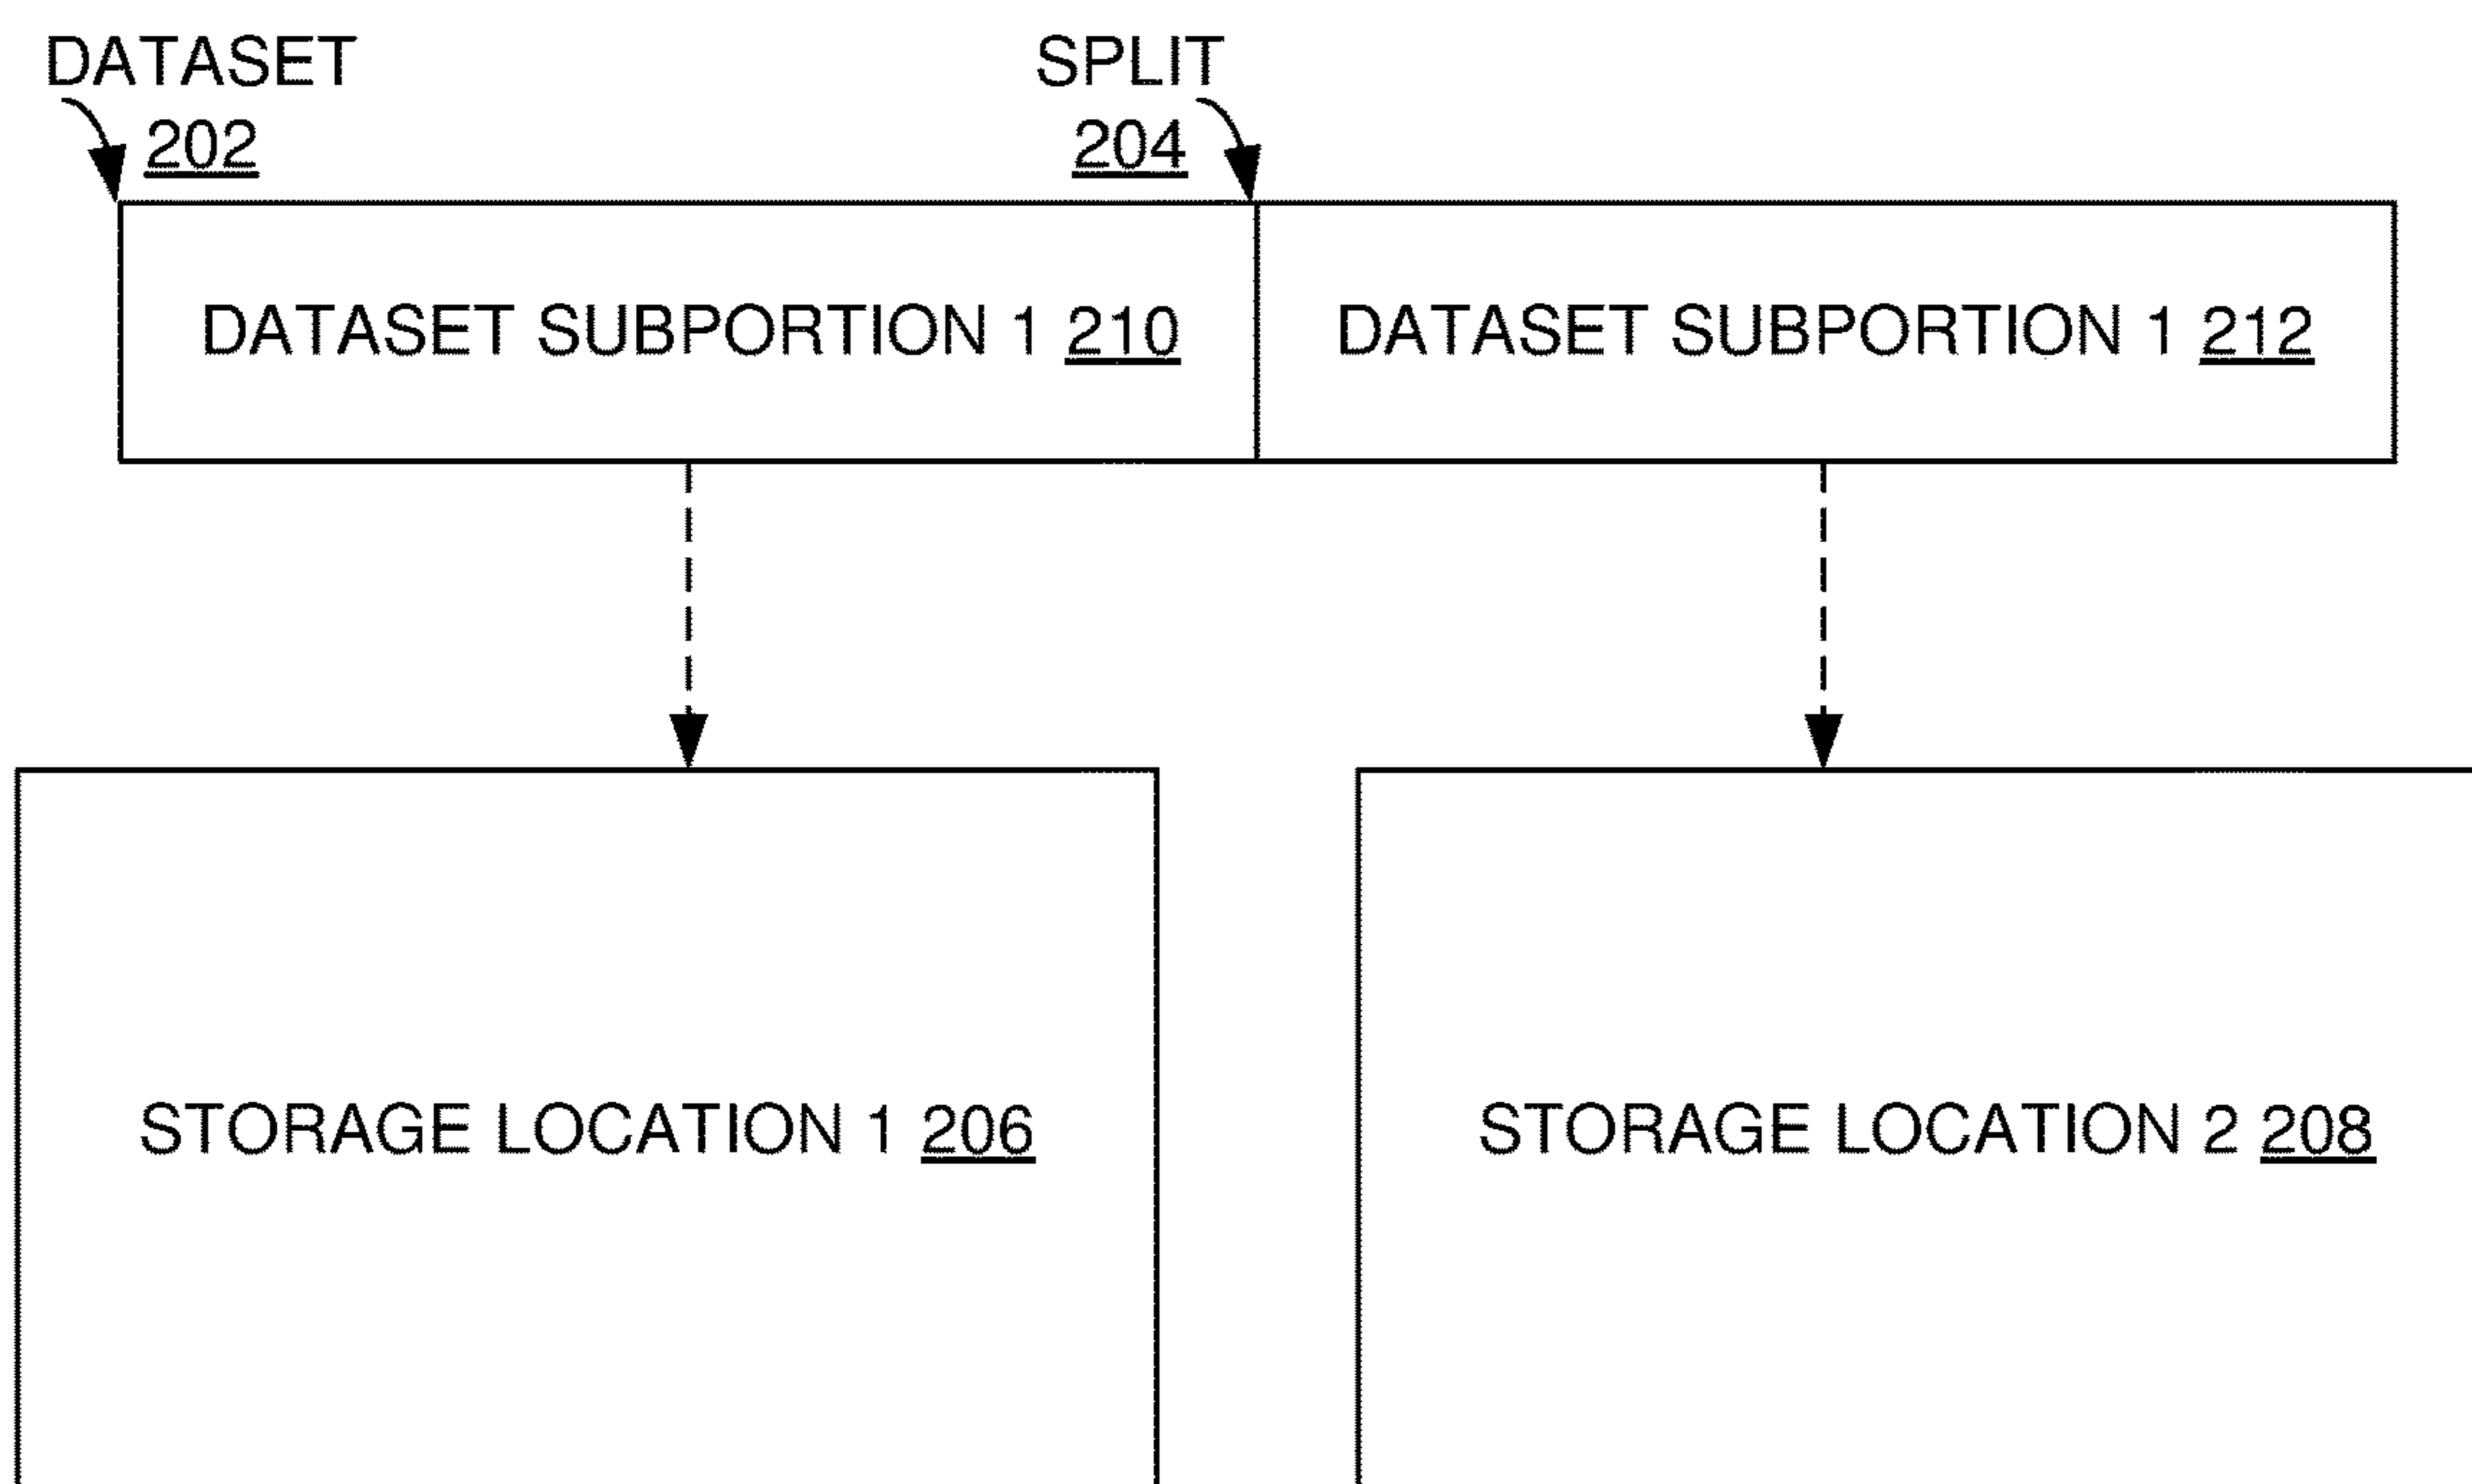 DATASET
202
SPLIT
204
DATASET SUBPORTION 1 210
DATASET SUBPORTION 1 212
STORAGE LOCATION 1 206
STORAGE LOCATION 2 208